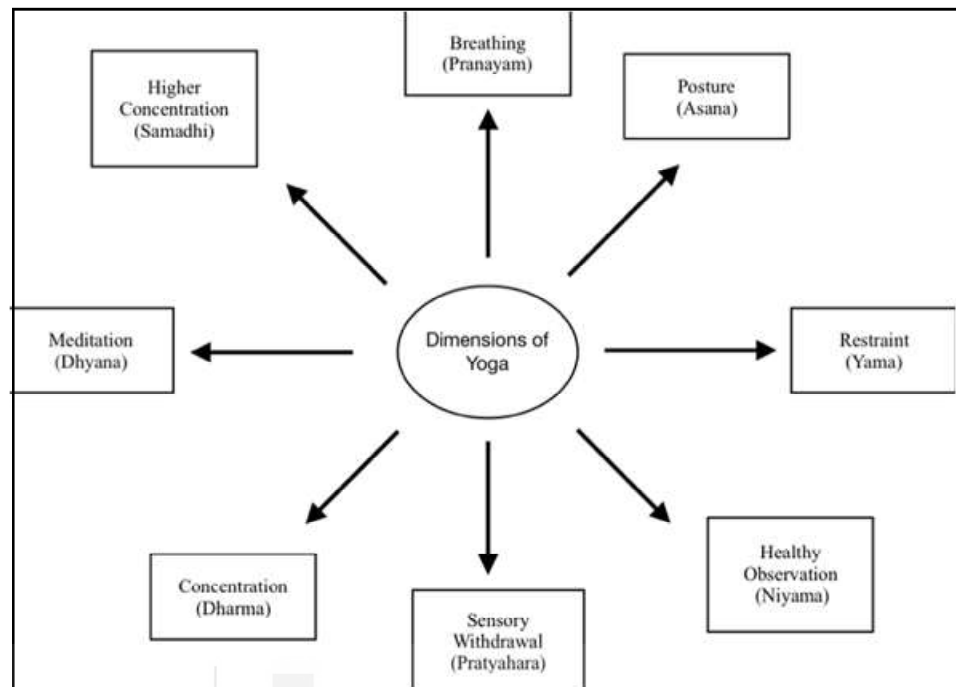 Breathing
(Pranayam)
Posture
(Asana)
Higher
Concentration
(Samadhi)
Dimensions of
Yoga
Meditation
(Dhyana)
Restraint
(Yama)
Concentration
(Dharma)
Healthy
Observation
(Niyama)
Sensory
Withdrawal
(Pratyahara)